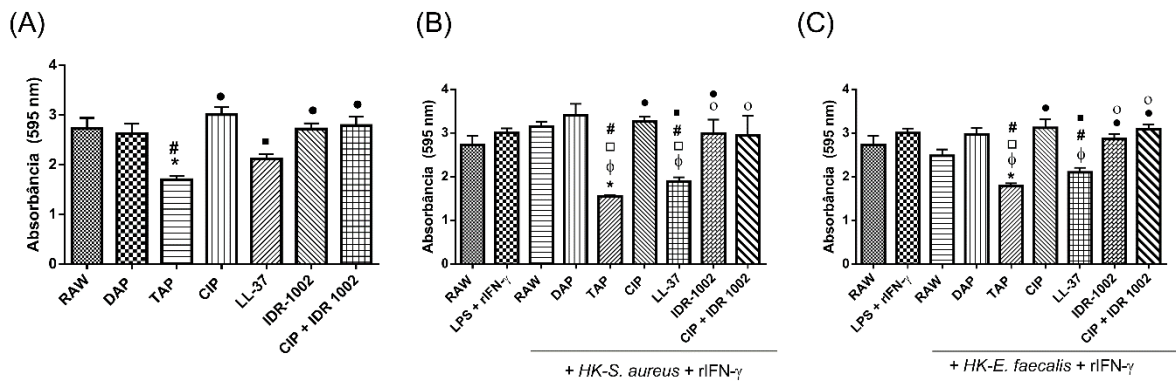 (A)
Absorbância (595 nm)
4
3
2
1
0
#
*
●
■
●
●
RAW
DAP
TAP
CIP
LL-37
IDR-1002
CIP + IDR 1002
(B)
Absorbância (595 nm)
4
3
2
1
0
#
□
ϕ
*
●
■
#
□
ϕ
●
o
o
RAW
LPS + rIFN-γ
RAW
DAP
TAP
CIP
LL-37
IDR-1002
CIP + IDR 1002
+ HK-S. aureus + rIFN-γ
(C)
Absorbância (595 nm)
4
3
2
1
0
#
□
ϕ
*
●
■
#
ϕ
o
●
o
●
RAW
LPS + rIFN-γ
RAW
DAP
TAP
CIP
LL-37
IDR-1002
CIP + IDR 1002
+ HK-E. faecalis + rIFN-γ